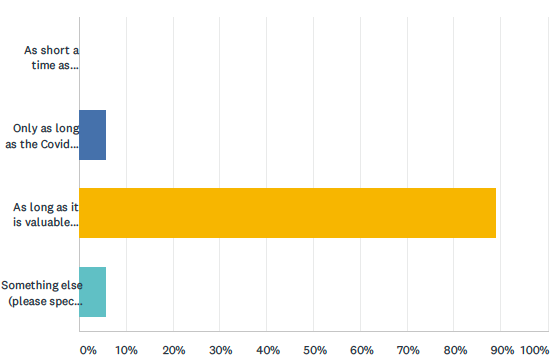 As short a
time as...
Only as long
as the Covid...
As long as it
is valuable...
Something else
(please spec...
0% 10% 20% 30% 40% 50% 60% 70% 80% 90% 100%